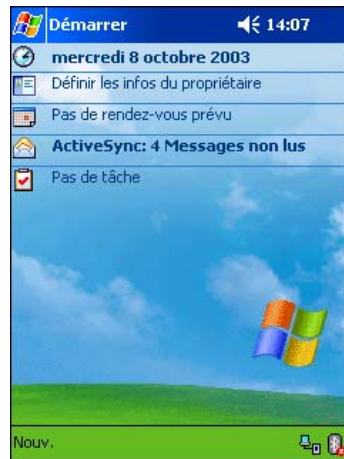 Démarrer 14:07
mercredi 8 octobre 2003
Définir les infos du propriétaire
Pas de rendez-vous prévu
ActiveSync: 4 Messages non lus
Pas de tâche
Nouv.